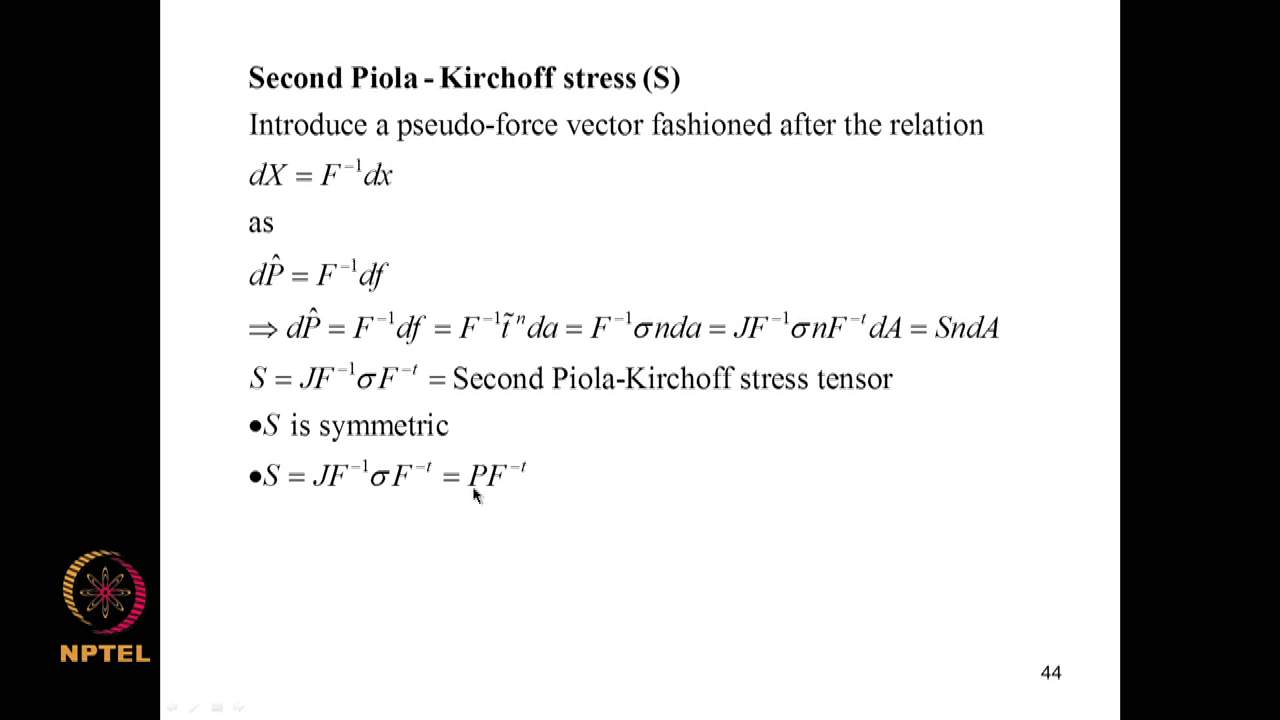 Second Piola - Kirchoff stress (S)
Introduce a pseudo-force vector fashioned after the relation
dX = F⁻¹dx
as
dP̂ = F⁻¹df
⇒ dP̂ = F⁻¹df = F⁻¹t̃ⁿda = F⁻¹σnda = JF⁻¹σnF⁻ᵗdA = SndA
S = JF⁻¹σF⁻ᵗ = Second Piola-Kirchoff stress tensor
●S is symmetric
●S = JF⁻¹σF⁻ᵗ = PF⁻ᵗ
NPTEL
44